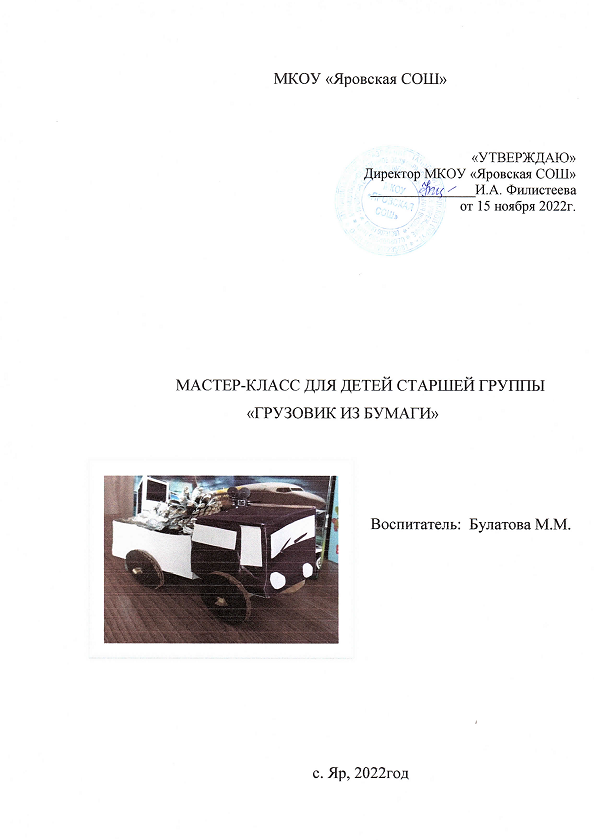 МКОУ «Яровская СОШ»
«УТВЕРЖДАЮ»
Директор МКОУ «Яровская СОШ»
И.А. Филистеева
от 15 ноября 2022г.
МАСТЕР-КЛАСС ДЛЯ ДЕТЕЙ СТАРШЕЙ ГРУППЫ
«ГРУЗОВИК ИЗ БУМАГИ»
Воспитатель: Булатова М.М.
с. Яр, 2022год